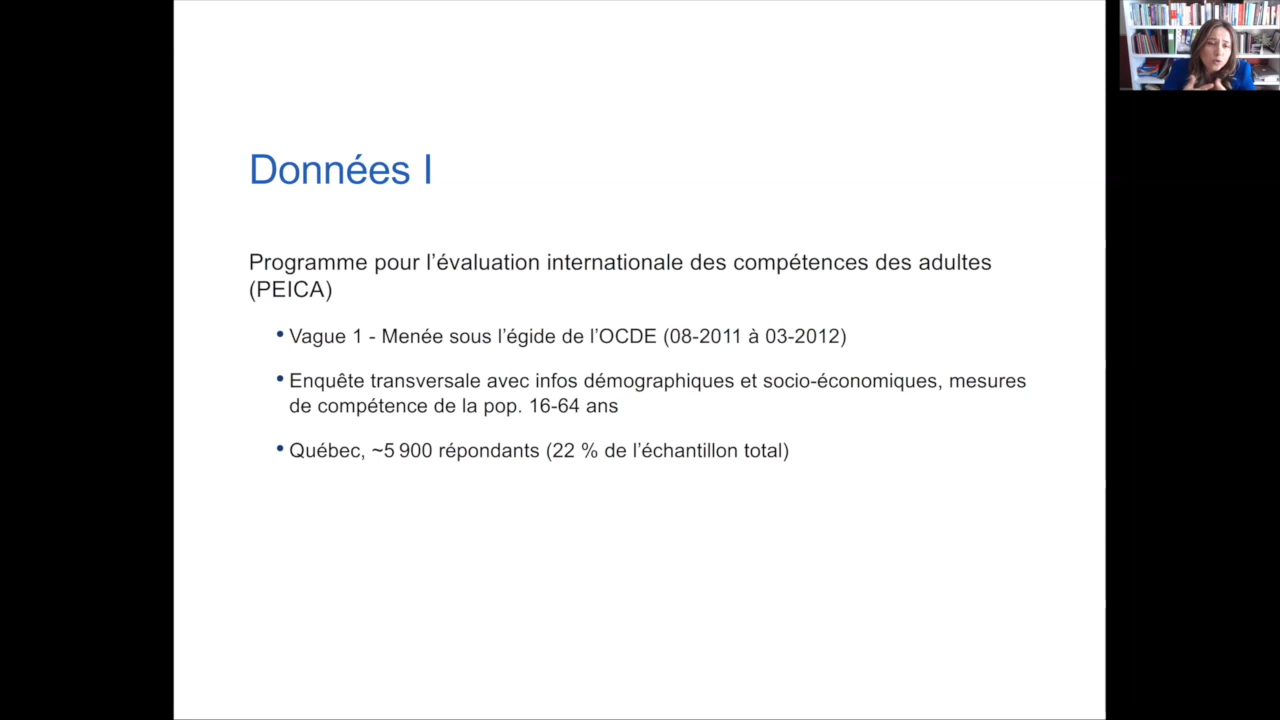 Données I
Programme pour l’évaluation internationale des compétences des adultes
(PEICA)
• Vague 1 - Menée sous l’égide de l’OCDE (08-2011 à 03-2012)
• Enquête transversale avec infos démographiques et socio-économiques, mesures
de compétence de la pop. 16-64 ans
• Québec, ~5 900 répondants (22 % de l’échantillon total)